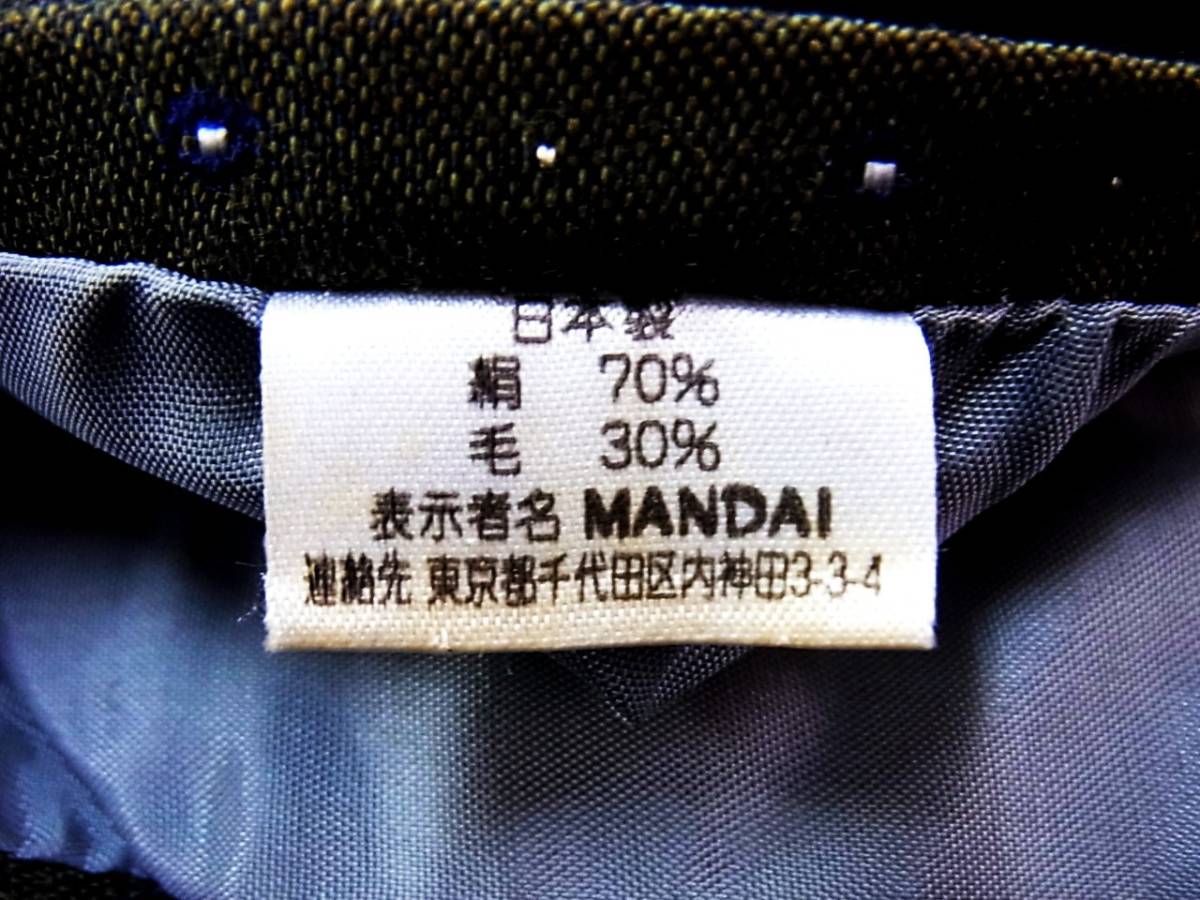 日本製
絹 70%
毛 30%
表示者名 MANDAI
連絡先 東京都千代田区内神田3-3-4